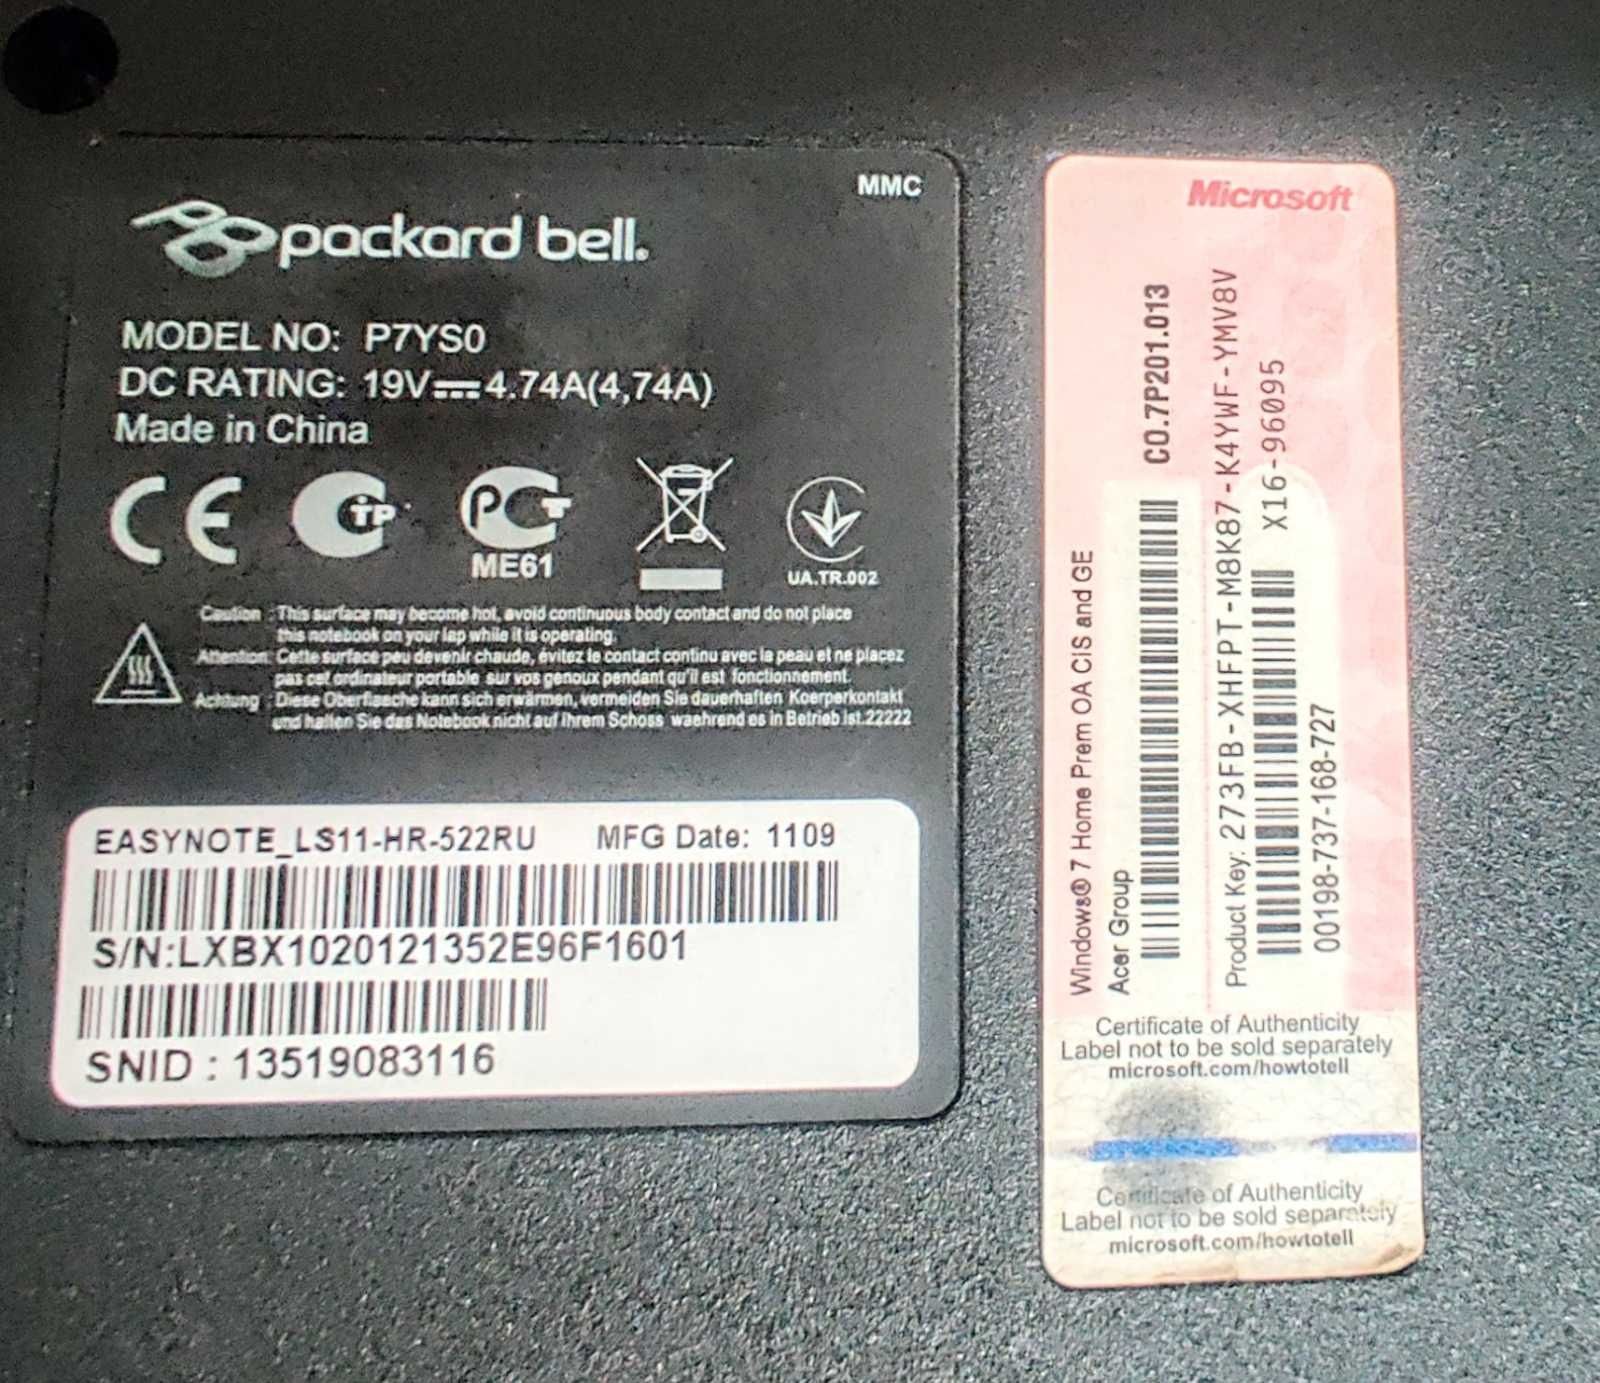 MMC
packard bell.
MODEL NO: P7YS0
DC RATING: 19V⎓4.74A(4,74A)
Made in China
CE
ME61
UA.TR.002
Caution : This surface may become hot, avoid continuous body contact and do not place
this notebook on your lap while it is operating.
Attention: Cette surface peu devenir chaude, évitez le contact continu avec la peau et ne placez
pas cet ordinateur portable sur vos genoux pendant qu'il est fonctionnement.
Achtung : Diese Oberflaeche kann sich erwärmen, vermeiden Sie dauerhaften Koerperkontakt
und halten Sie das Notebook nicht auf Ihrem Schoss waehrend es in Betrieb ist.22222
EASYNOTE_LS11-HR-522RU MFG Date: 1109
S/N:LXBX1020121352E96F1601
SNID : 13519083116
Microsoft
Windows® 7 Home Prem OA CIS and GE
Acer Group CO.7P201.013
Product Key: 273FB-XHFPT-M8K87-K4YWF-YMV8V
X16-96095
00198-737-168-727
Certificate of Authenticity
Label not to be sold separately
microsoft.com/howtotell
Certificate of Authenticity
Label not to be sold separately
microsoft.com/howtotell